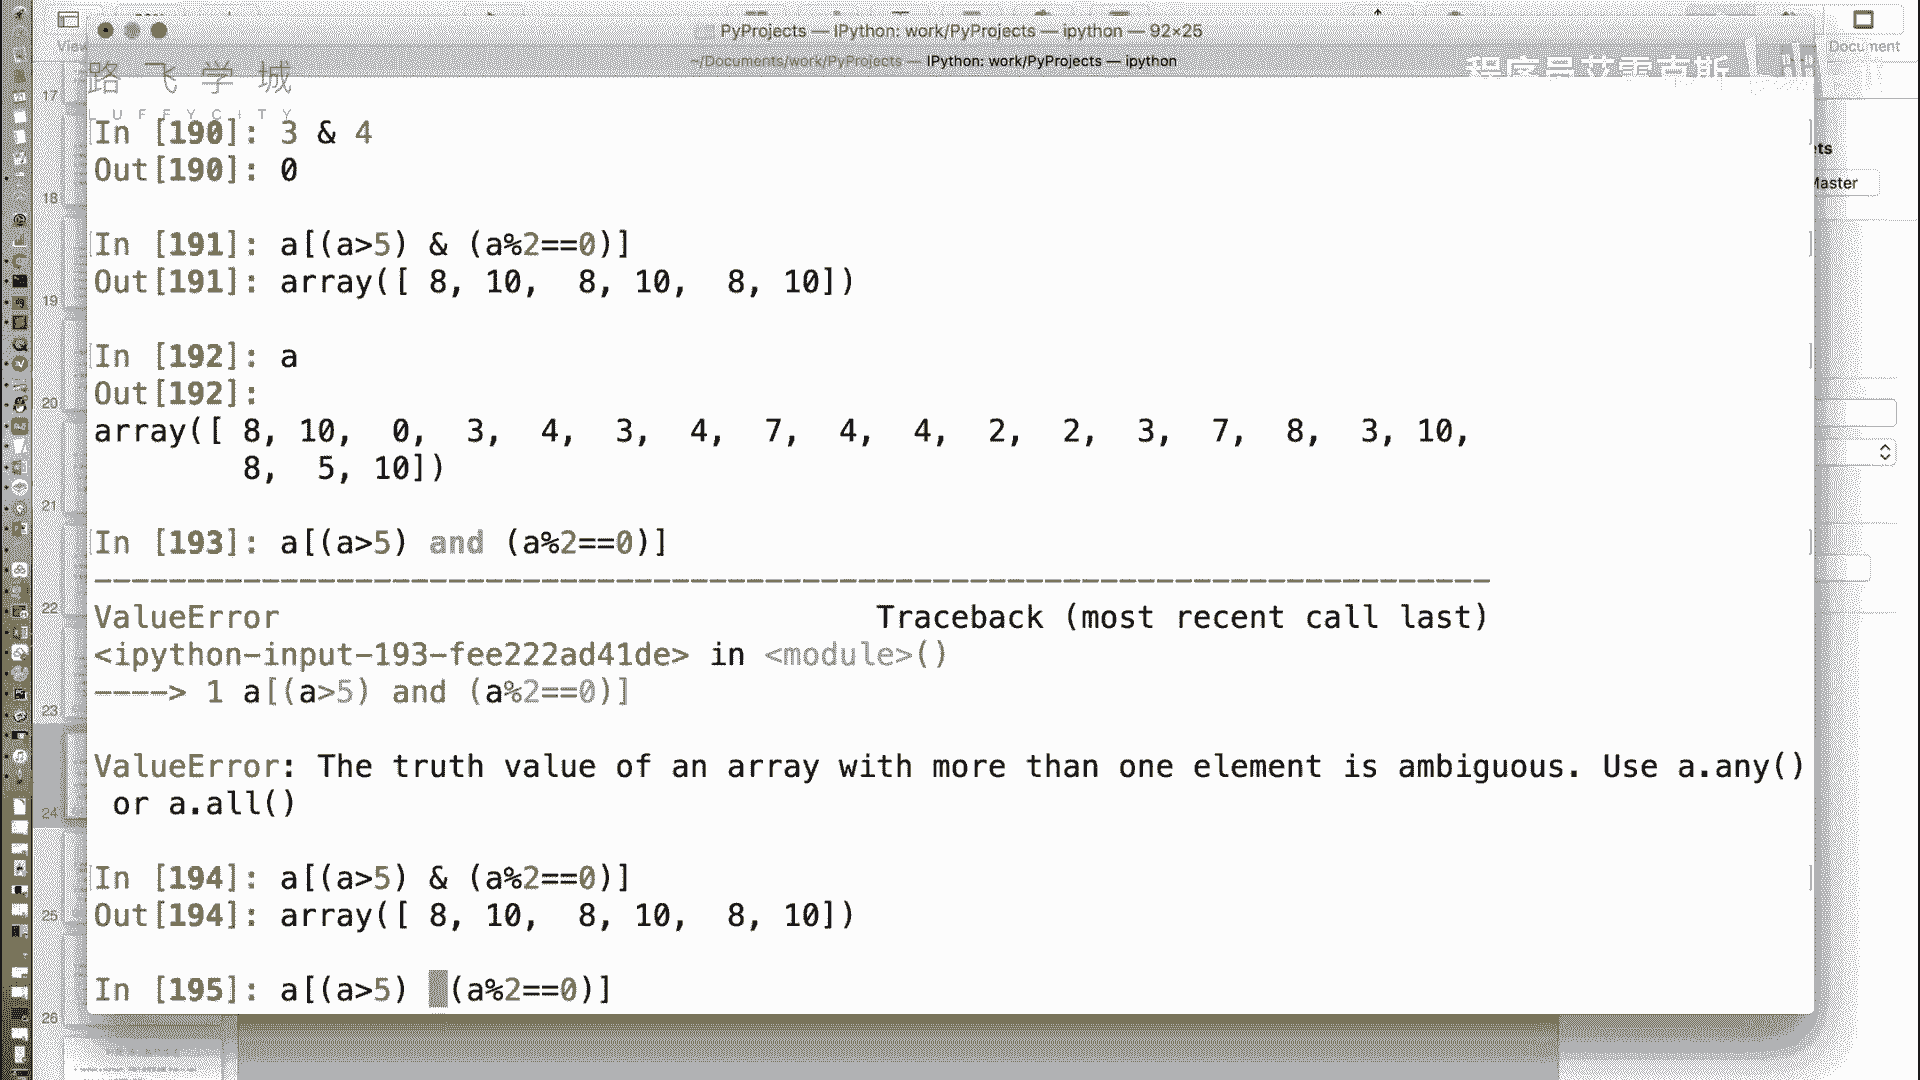 PyProjects — IPython: work/PyProjects — ipython — 92×25
~/Documents/work/PyProjects — IPython: work/PyProjects — ipython
View
Document
路飞学城
LUFFYCITY
程序员艾雷克斯
In [190]: 3 & 4
Out[190]: 0
In [191]: a[(a>5) & (a%2==0)]
Out[191]: array([ 8, 10,  8, 10,  8, 10])
In [192]: a
Out[192]:
array([ 8, 10,  0,  3,  4,  3,  4,  7,  4,  4,  2,  2,  3,  7,  8,  3, 10,
        8,  5, 10])
In [193]: a[(a>5) and (a%2==0)]
---------------------------------------------------------------------------
ValueError                                Traceback (most recent call last)
<ipython-input-193-fee222ad41de> in <module>()
----> 1 a[(a>5) and (a%2==0)]
ValueError: The truth value of an array with more than one element is ambiguous. Use a.any()
 or a.all()
In [194]: a[(a>5) & (a%2==0)]
Out[194]: array([ 8, 10,  8, 10,  8, 10])
In [195]: a[(a>5) (a%2==0)]
17
18
19
20
21
22
23
24
25
26
ets
Master